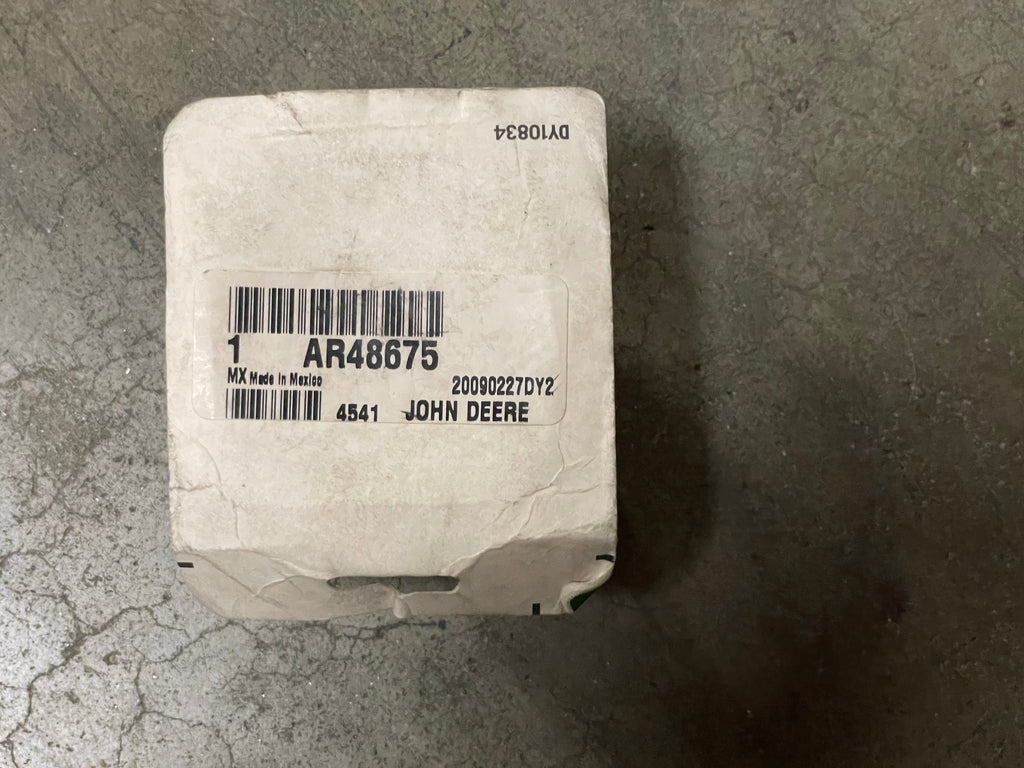 DY10834
1 AR48675
MX Made in Mexico
20090227DY2
4541 JOHN DEERE